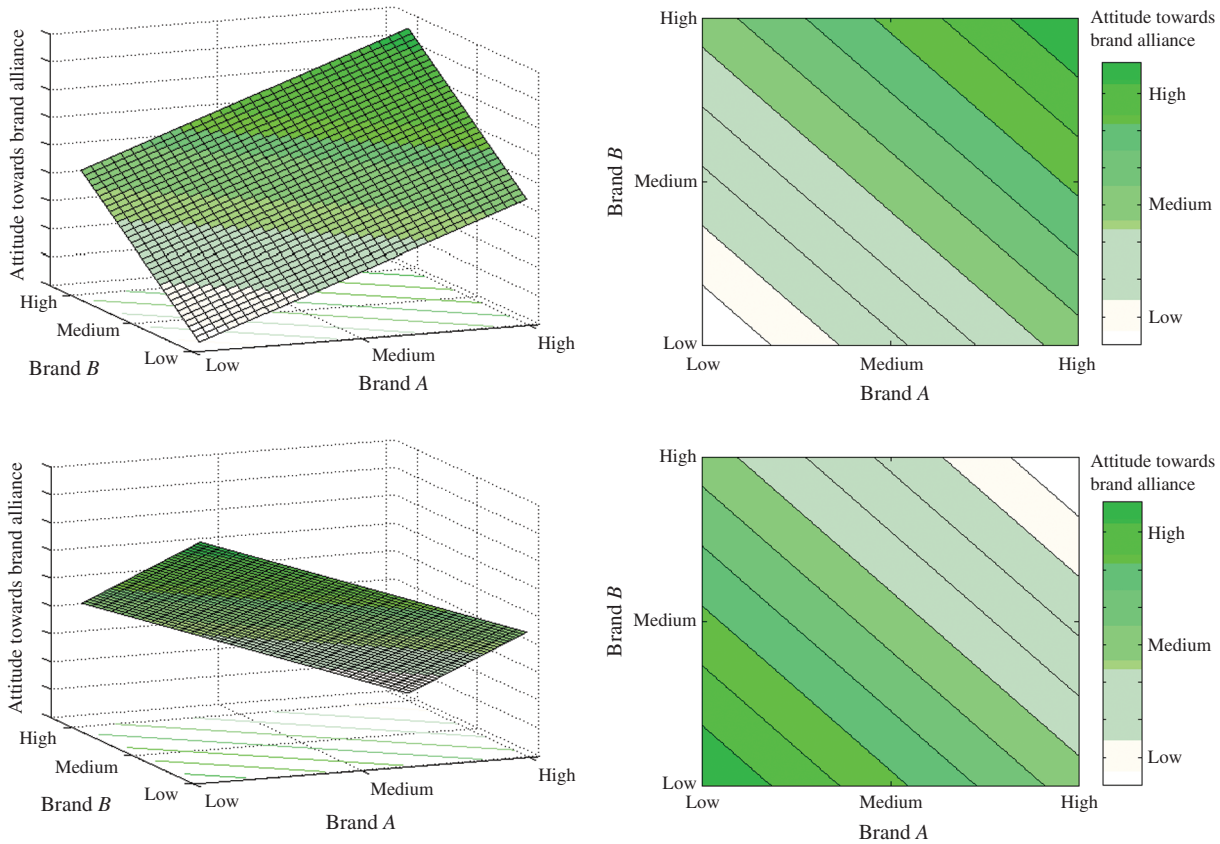 Attitude towards brand alliance
High
Medium
Low
Brand B
Low
Medium
High
Brand A
High
Medium
Low
Brand B
Low
Medium
High
Brand A
Attitude towards
brand alliance
High
Medium
Low
Attitude towards brand alliance
High
Medium
Low
Brand B
Low
Medium
High
Brand A
High
Medium
Low
Brand B
Low
Medium
High
Brand A
Attitude towards
brand alliance
High
Medium
Low